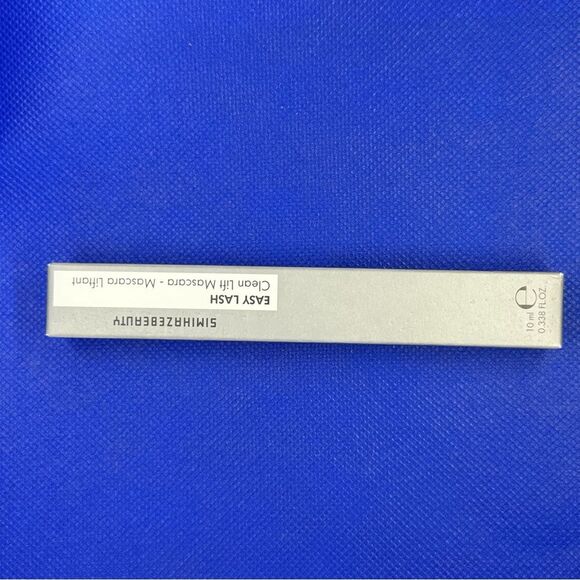 SIMIHAZEBEAUTY
EASY LASH
Clean Lift Mascara - Mascara Liftant
e
10 ml
0.338 FL.OZ.